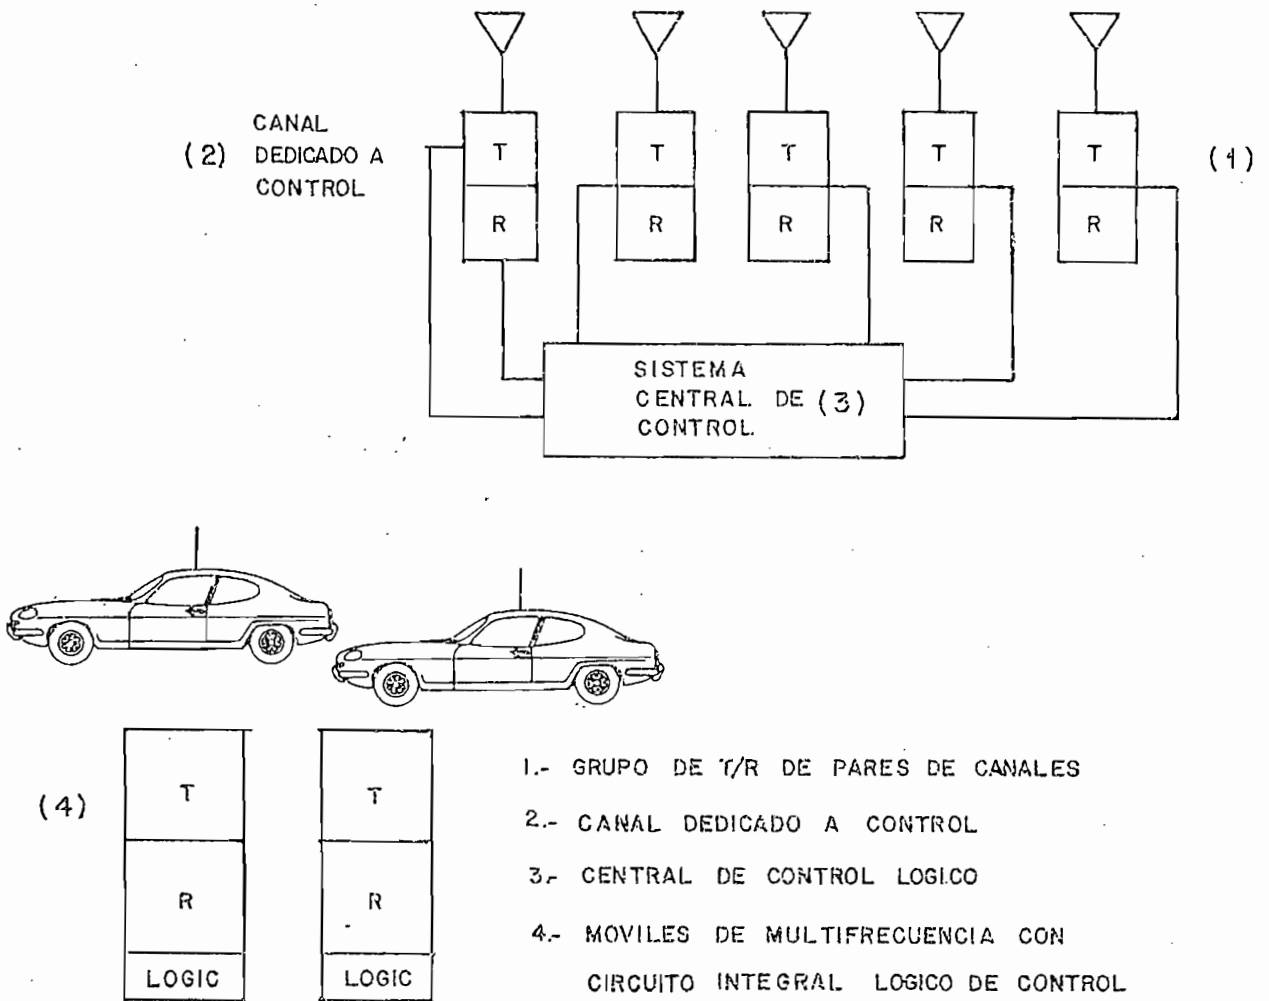 CANAL
(2) DEDICADO A
CONTROL
T T T T T
(1)
R R R R R
SISTEMA
CENTRAL. DE (3)
CONTROL.
(4)
T T
R R
LOGIC LOGIC
1.- GRUPO DE T/R DE PARES DE CANALES
2.- CANAL DEDICADO A CONTROL
3.- CENTRAL DE CONTROL LOGICO
4.- MOVILES DE MULTIFRECUENCIA CON
CIRCUITO INTEGRAL LOGICO DE CONTROL